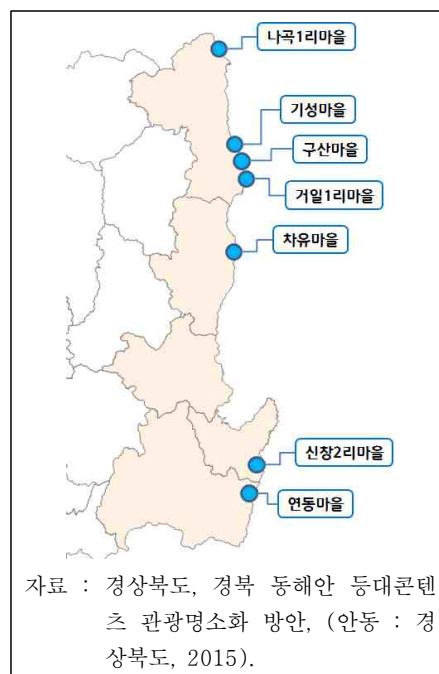 나곡1리마을
기성마을
구산마을
거일1리마을
차유마을
신창2리마을
연동마을
자료 : 경상북도, 경북 동해안 등대콘텐
츠 관광명소화 방안, (안동 : 경
상북도, 2015).